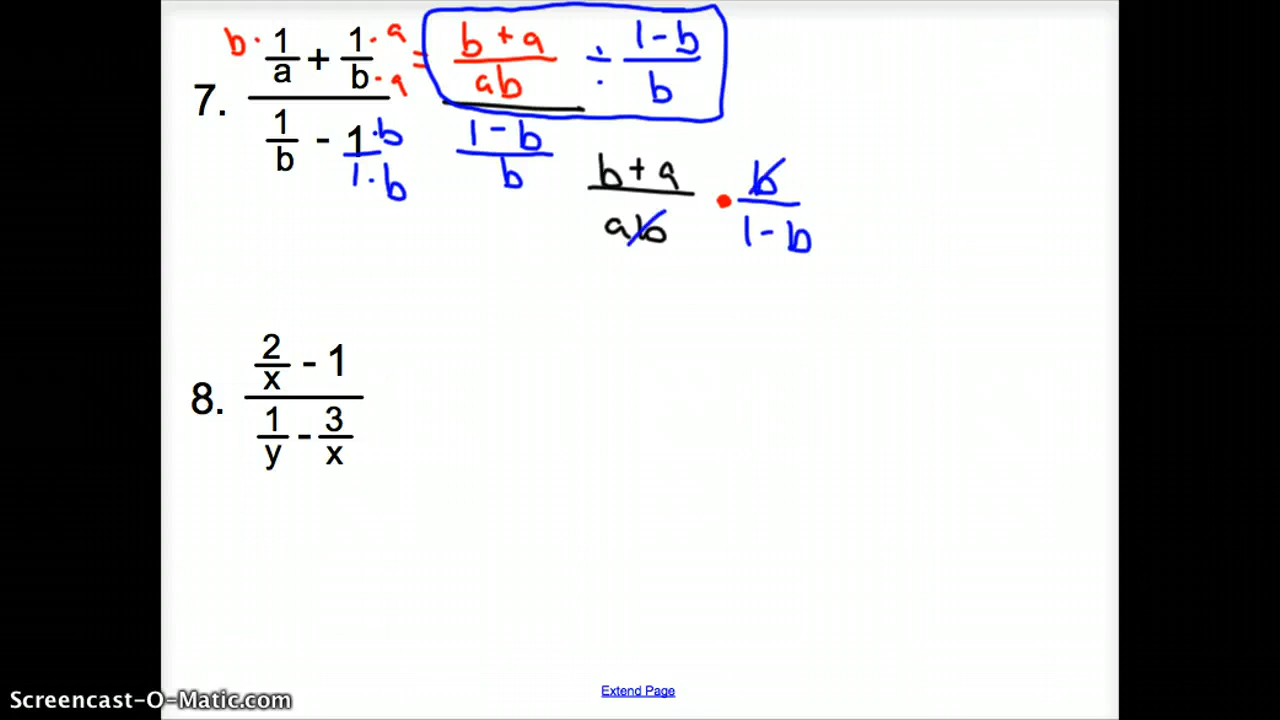 7. b · 1/a + 1/b · a/· a = (b + a)/(ab) ÷ (1 - b)/b
1/b - 1 · b/1 · b (1 - b)/b
(b + a)/(ab) • b/(1 - b)
8. 2/x - 1
1/y - 3/x
Extend Page
Screencast-O-Matic.com